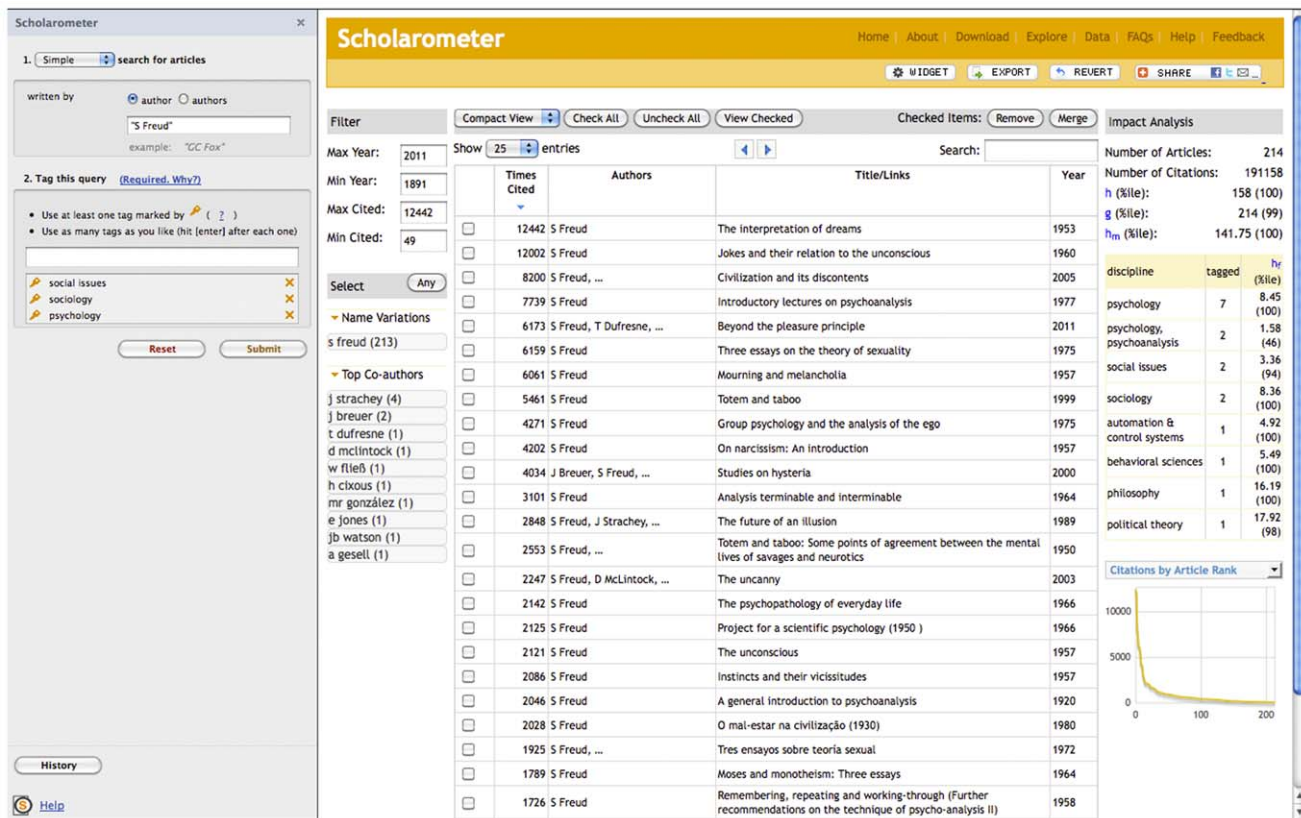 Scholarometer ×
1. Simple search for articles
written by author authors
"S Freud"
example: "GC Fox"
2. Tag this query (Required. Why?)
• Use at least one tag marked by ( ? )
• Use as many tags as you like (hit [enter] after each one)
social issues
sociology
psychology
Reset Submit
History
Help
Scholarometer
Home | About | Download | Explore | Data | FAQs | Help | Feedback
WIDGET EXPORT REVERT SHARE
Filter
Max Year: 2011
Min Year: 1891
Max Cited: 12442
Min Cited: 49
Select Any
Name Variations
s freud (213)
Top Co-authors
j strachey (4)
j breuer (2)
t dufresne (1)
d mclintock (1)
w fließ (1)
h cixous (1)
mr gonzález (1)
e jones (1)
jb watson (1)
a gesell (1)
Compact View Check All Uncheck All View Checked Checked Items: Remove Merge
Show 25 entries Search:
Times Cited Authors Title/Links Year
12442 S Freud The interpretation of dreams 1953
12002 S Freud Jokes and their relation to the unconscious 1960
8200 S Freud, ... Civilization and its discontents 2005
7739 S Freud Introductory lectures on psychoanalysis 1977
6173 S Freud, T Dufresne, ... Beyond the pleasure principle 2011
6159 S Freud Three essays on the theory of sexuality 1975
6061 S Freud Mourning and melancholia 1957
5461 S Freud Totem and taboo 1999
4271 S Freud Group psychology and the analysis of the ego 1975
4202 S Freud On narcissism: An introduction 1957
4034 J Breuer, S Freud, ... Studies on hysteria 2000
3101 S Freud Analysis terminable and interminable 1964
2848 S Freud, J Strachey, ... The future of an illusion 1989
2553 S Freud, ... Totem and taboo: Some points of agreement between the mental
lives of savages and neurotics 1950
2247 S Freud, D McLintock, ... The uncanny 2003
2142 S Freud The psychopathology of everyday life 1966
2125 S Freud Project for a scientific psychology (1950 ) 1966
2121 S Freud The unconscious 1957
2086 S Freud Instincts and their vicissitudes 1957
2046 S Freud A general introduction to psychoanalysis 1920
2028 S Freud O mal-estar na civilização (1930) 1980
1925 S Freud, ... Tres ensayos sobre teoría sexual 1972
1789 S Freud Moses and monotheism: Three essays 1964
1726 S Freud Remembering, repeating and working-through (Further
recommendations on the technique of psycho-analysis II) 1958
Impact Analysis
Number of Articles: 214
Number of Citations: 191158
h (%ile): 158 (100)
g (%ile): 214 (99)
hm (%ile): 141.75 (100)
discipline tagged hf (%ile)
psychology 7 8.45 (100)
psychology, psychoanalysis 2 1.58 (46)
social issues 2 3.36 (94)
sociology 2 8.36 (100)
automation & control systems 1 4.92 (100)
behavioral sciences 1 5.49 (100)
philosophy 1 16.19 (100)
political theory 1 17.92 (98)
Citations by Article Rank
10000
5000
0
0 100 200